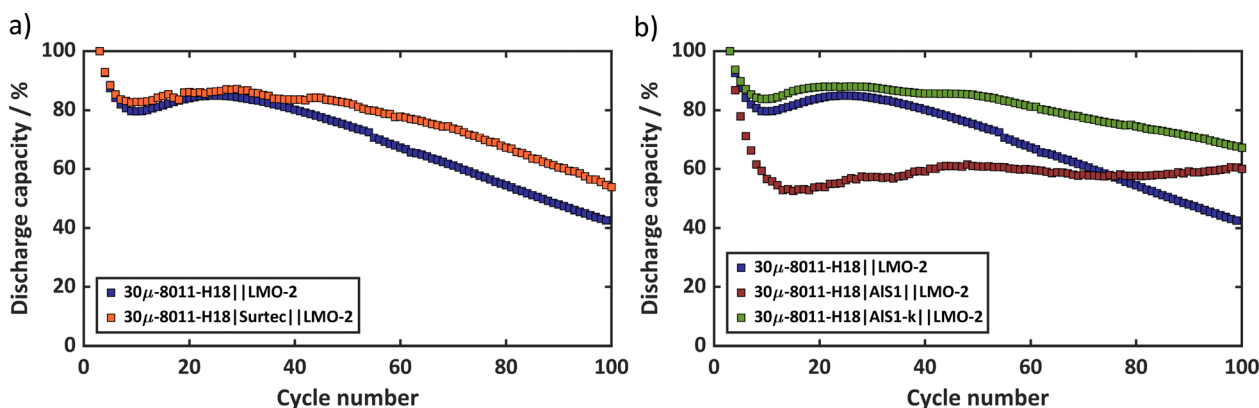 a)
Discharge capacity / %
100
80
60
40
20
0
30μ-8011-H18||LMO-2
30μ-8011-H18|Surtec||LMO-2
0 20 40 60 80 100
Cycle number
b)
Discharge capacity / %
100
80
60
40
20
0
30μ-8011-H18||LMO-2
30μ-8011-H18|AlS1||LMO-2
30μ-8011-H18|AlS1-k||LMO-2
0 20 40 60 80 100
Cycle number